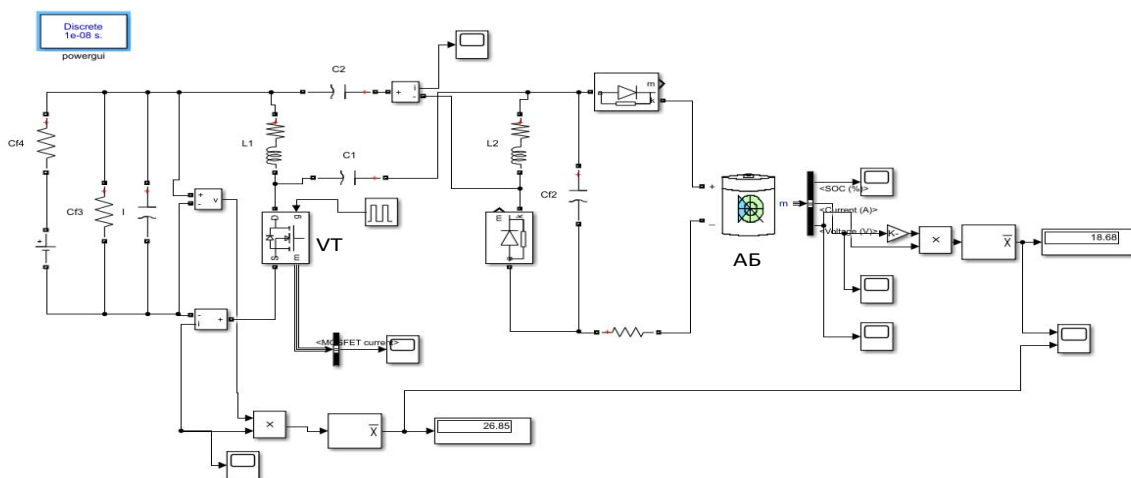 Discrete
1e-08 s.
powergui
C2
i
+
-
m
a
k
Cf4
L1
C1
L2
Cf2
Cf3
I
+
-
v
D
g
S
m
VT
m
k
a
+
_
m
АБ
<SOC (%)>
<Current (A)>
<Voltage (V)>
K-
×
X
18.68
-
i
+
<MOSFET current>
×
X
26.85